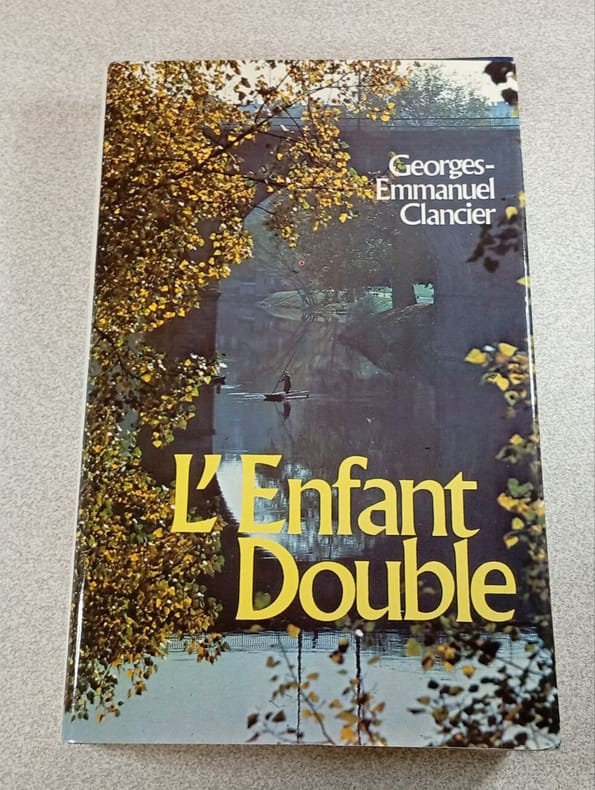 Georges-
Emmanuel
Clancier
L'Enfant
Double